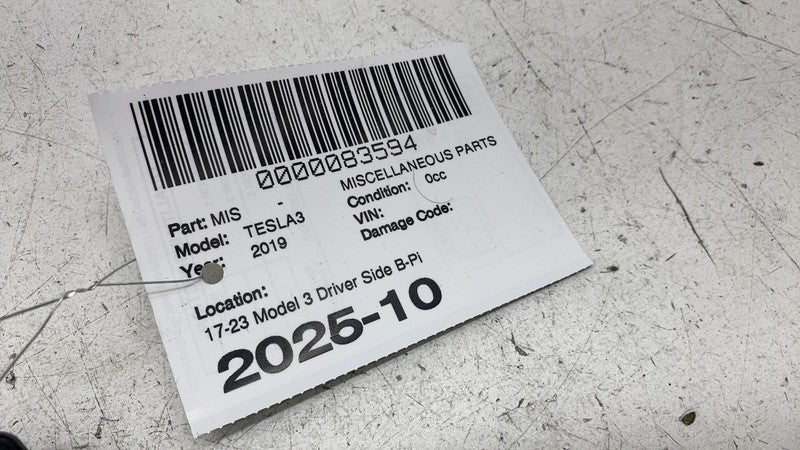 0000083594
Part: MIS - MISCELLANEOUS PARTS
Model: TESLA3 Condition: 0cc
Year: 2019 VIN:
Damage Code:
Location:
17-23 Model 3 Driver Side B-Pi
2025-10